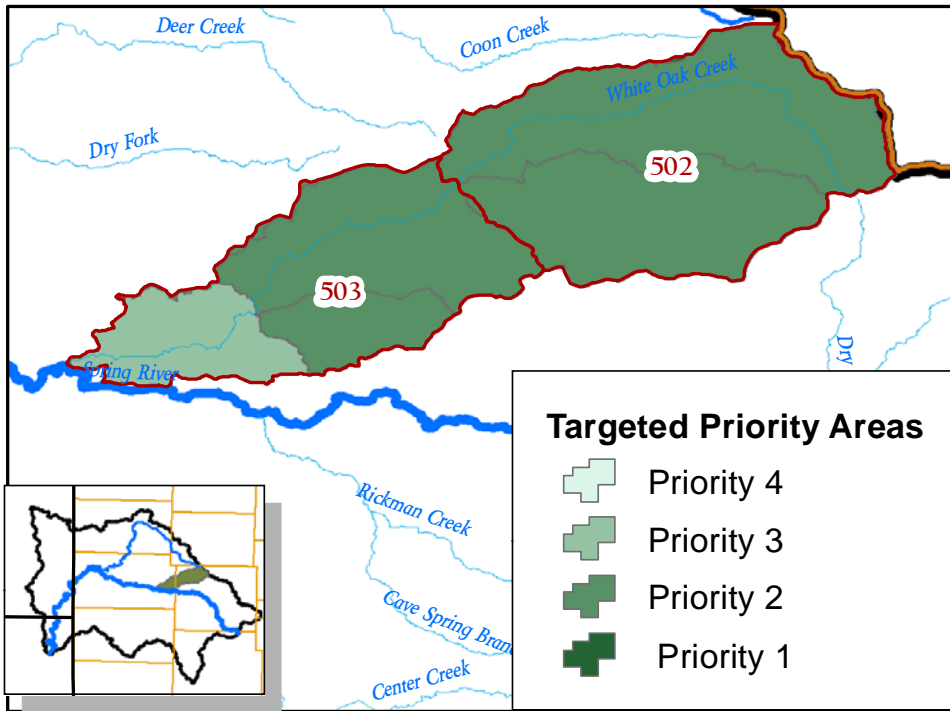 Deer Creek
Coon Creek
White Oak Creek
Dry Fork
502
503
Spring River
Dry
Targeted Priority Areas
Priority 4
Priority 3
Priority 2
Priority 1
Rickman Creek
Cave Spring Bran
Center Creek